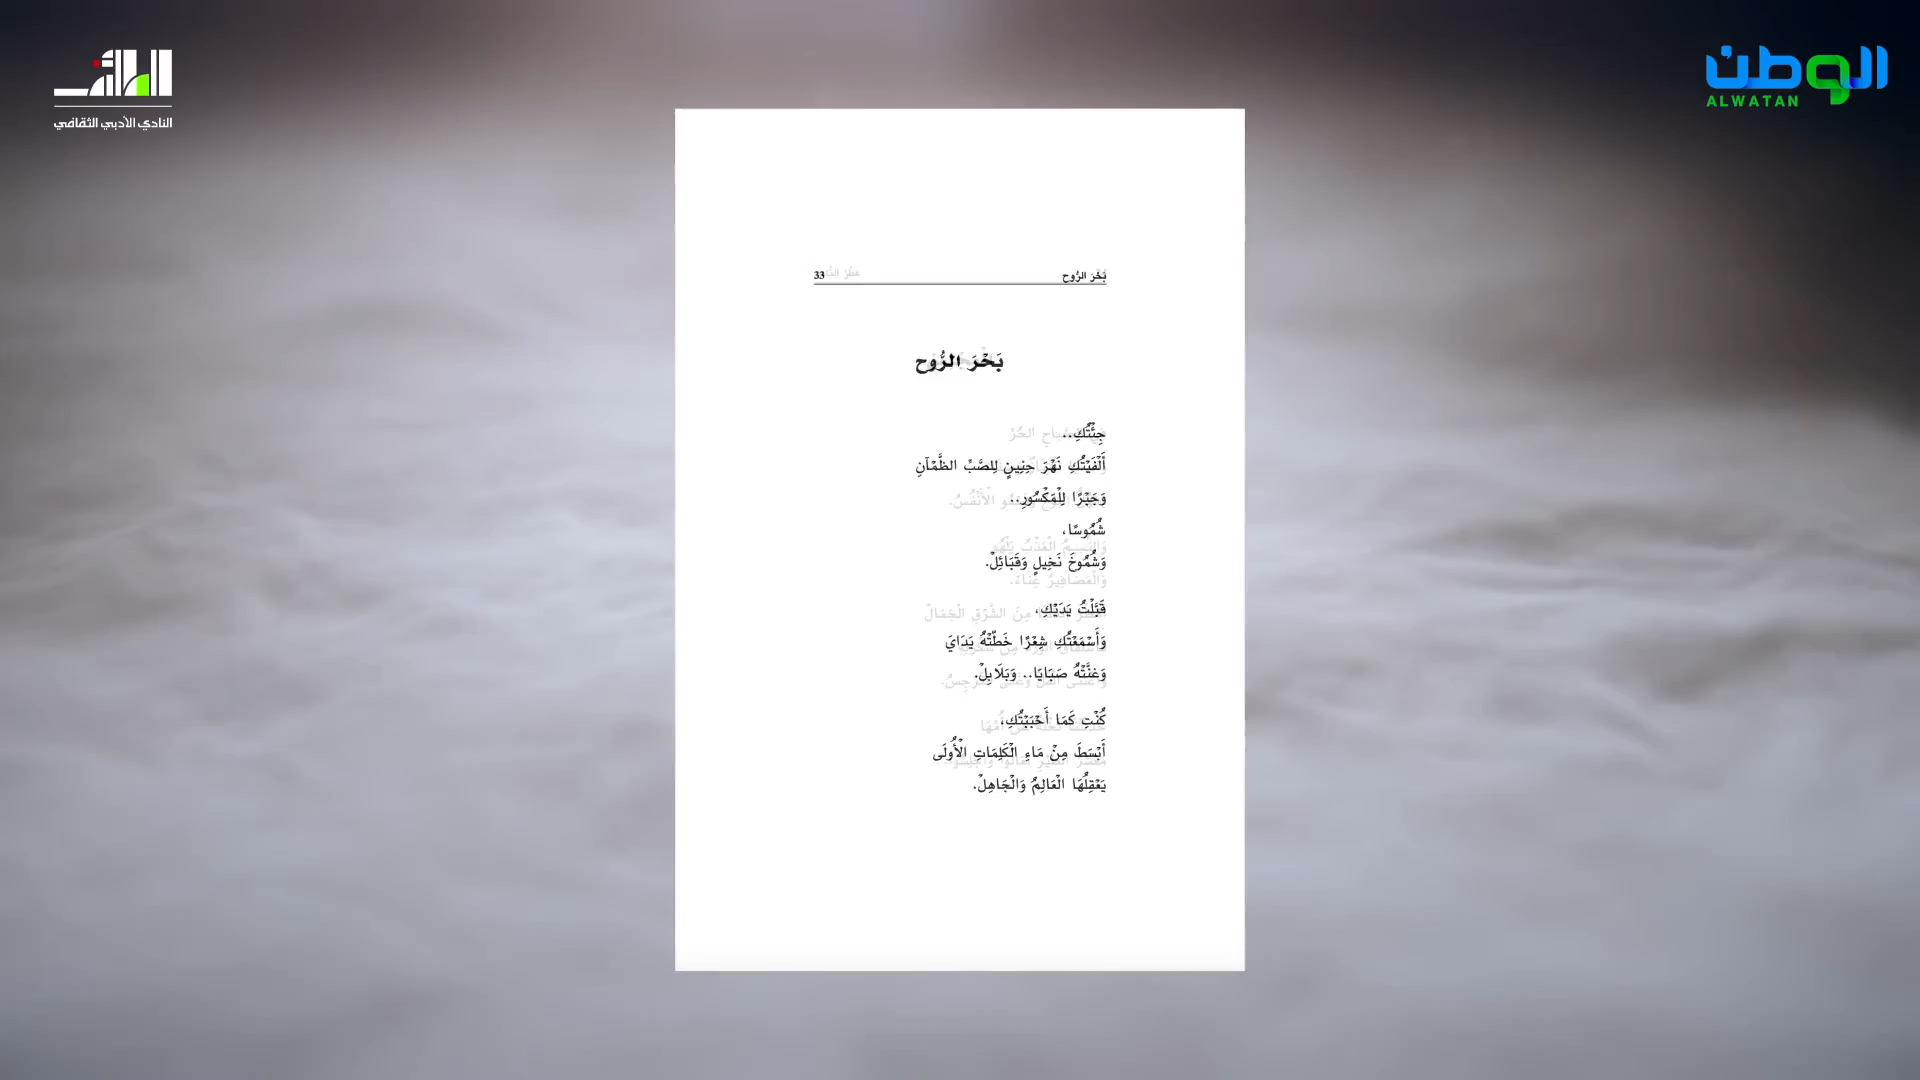 النادي الأدبي الثقافي
الوطن
ALWATAN
بَحْرَ الرُّوح 33
بَحْرَ الرُّوح
جِئْتُكِ..
أَلْفَيْتُكِ نَهْرَ حِنِينٍ لِلصَّبِّ الظَّمْآنِ
وَجَبْرًا لِلْمَكْسُورِ..
شُمُوسًا،
وَشُمُوخَ نَخِيلٍ وَقَبَائِلْ.
قَبَّلْتُ يَدَيْكِ،
وَأَسْمَعْتُكِ شِعْرًا خَطَّتْهُ يَدَايَ
وَغنَّتْهُ صَبَايَا.. وَبَلَابِلْ.
كُنْتِ كَمَا أَحْبَبْتُكِ،
أَبْسَطَ مِنْ مَاءِ الْكَلِمَاتِ الْأُولَى
يَعْقِلُهَا الْعَالِمُ وَالْجَاهِلْ.